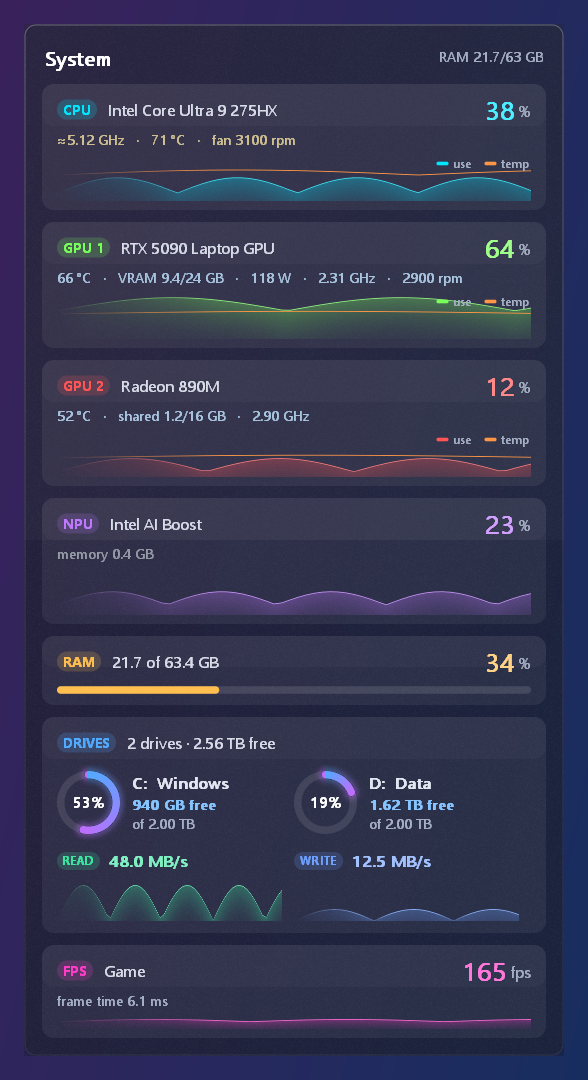 System
RAM 21.7/63 GB
CPU Intel Core Ultra 9 275HX 38 %
≈5.12 GHz · 71 °C · fan 3100 rpm
use temp
GPU 1 RTX 5090 Laptop GPU 64 %
66 °C · VRAM 9.4/24 GB · 118 W · 2.31 GHz · 2900 rpm
use temp
GPU 2 Radeon 890M 12 %
52 °C · shared 1.2/16 GB · 2.90 GHz
use temp
NPU Intel AI Boost 23 %
memory 0.4 GB
RAM 21.7 of 63.4 GB 34 %
DRIVES 2 drives · 2.56 TB free
53%
C: Windows
940 GB free
of 2.00 TB
19%
D: Data
1.62 TB free
of 2.00 TB
READ 48.0 MB/s
WRITE 12.5 MB/s
FPS Game 165 fps
frame time 6.1 ms